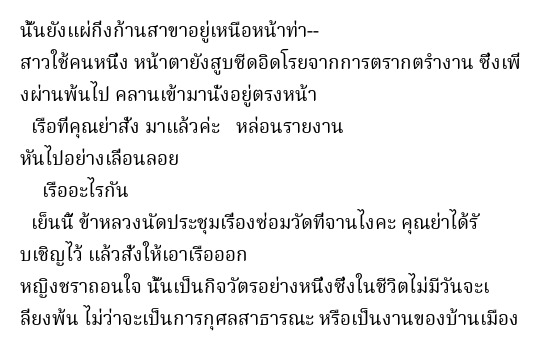 นั้นยังแผ่กิ่งก้านสาขาอยู่เหนือหน้าท่า--
สาวใช้คนหนึ่ง หน้าตายังสูบซีดอิดโรยจากการตรากตรำงาน ซึ่งเพิ่
งผ่านพ้นไป คลานเข้ามานั่งอยู่ตรงหน้า
เรือที่คุณย่าสั่ง มาแล้วค่ะ หล่อนรายงาน
หันไปอย่างเลื่อนลอย
เรืออะไรกัน
เย็นนี้ ข้าหลวงนัดประชุมเรื่องซ่อมวัดที่จานไงคะ คุณย่าได้รั
บเชิญไว้ แล้วสั่งให้เอาเรือออก
หญิงชราถอนใจ นั้นเป็นกิจวัตรอย่างหนึ่งซึ่งในชีวิตไม่มีวันจะเ
ลี่ยงพ้น ไม่ว่าจะเป็นการกุศลสาธารณะ หรือเป็นงานของบ้านเมือง